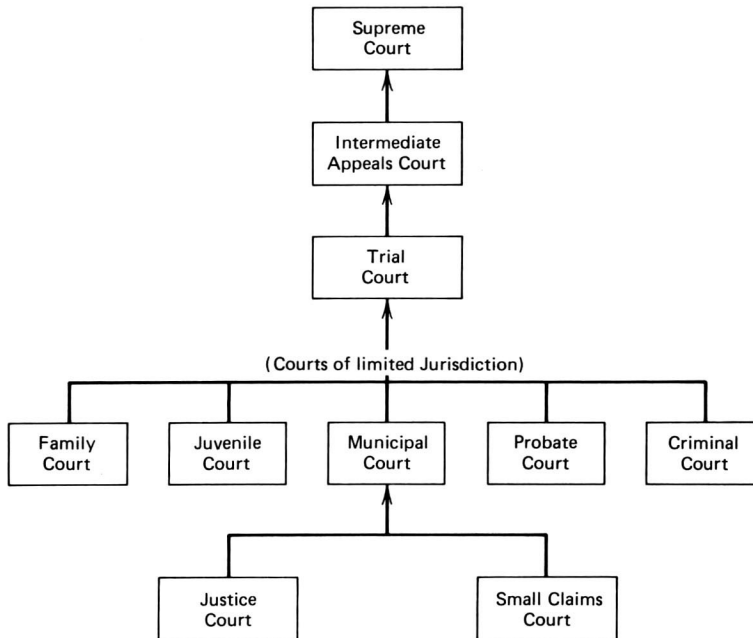 Supreme
Court
Intermediate
Appeals Court
Trial
Court
(Courts of limited Jurisdiction)
Family
Court
Juvenile
Court
Municipal
Court
Probate
Court
Criminal
Court
Justice
Court
Small Claims
Court